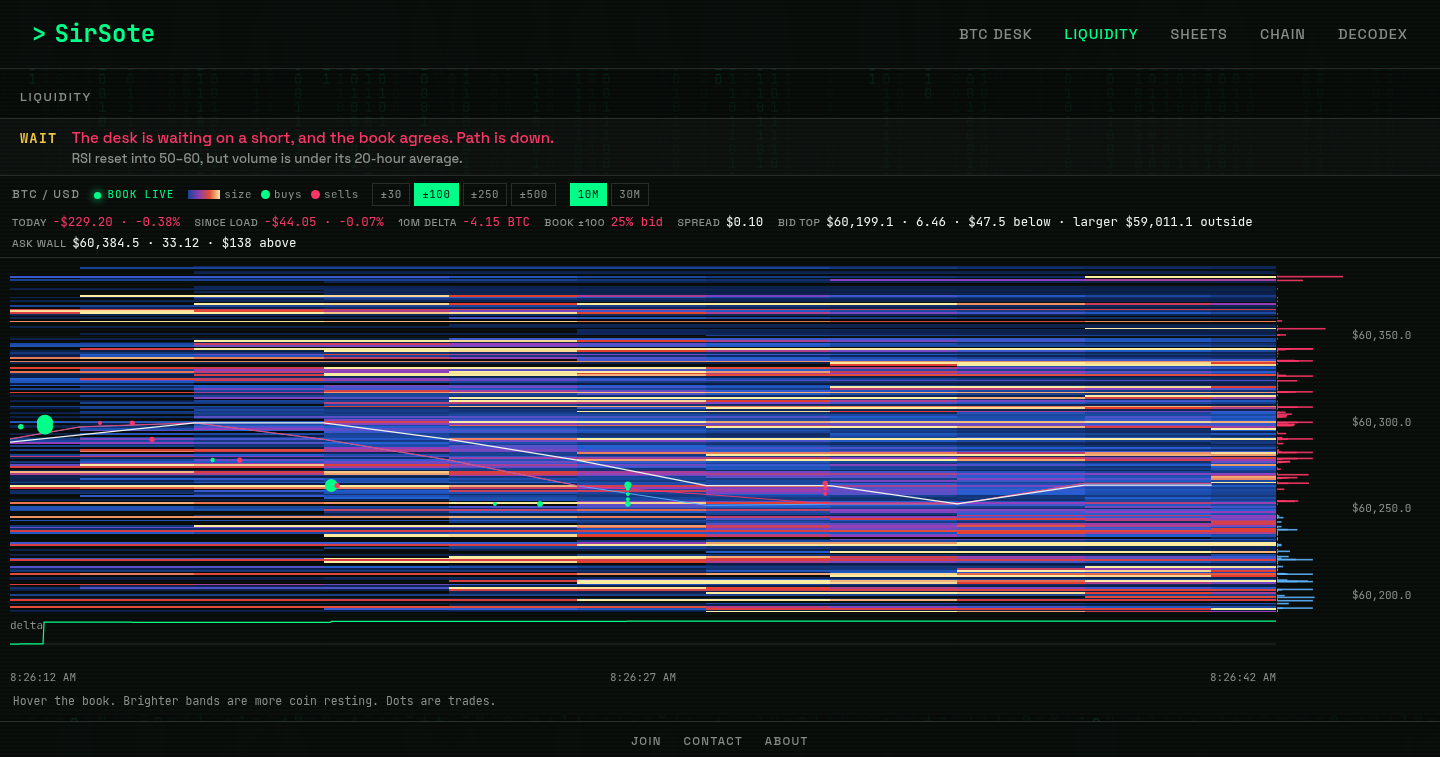 > SirSote
BTC DESK LIQUIDITY SHEETS CHAIN DECODEX
LIQUIDITY
WAIT The desk is waiting on a short, and the book agrees. Path is down.
RSI reset into 50–60, but volume is under its 20-hour average.
BTC / USD BOOK LIVE size buys sells ±30 ±100 ±250 ±500 10M 30M
TODAY -$229.20 · -0.38% SINCE LOAD -$44.05 · -0.07% 10M DELTA -4.15 BTC BOOK ±100 25% bid SPREAD $0.10 BID TOP $60,199.1 · 6.46 · $47.5 below · larger $59,011.1 outside
ASK WALL $60,384.5 · 33.12 · $138 above
$60,350.0
$60,300.0
$60,250.0
$60,200.0
delta
8:26:12 AM 8:26:27 AM 8:26:42 AM
Hover the book. Brighter bands are more coin resting. Dots are trades.
JOIN CONTACT ABOUT